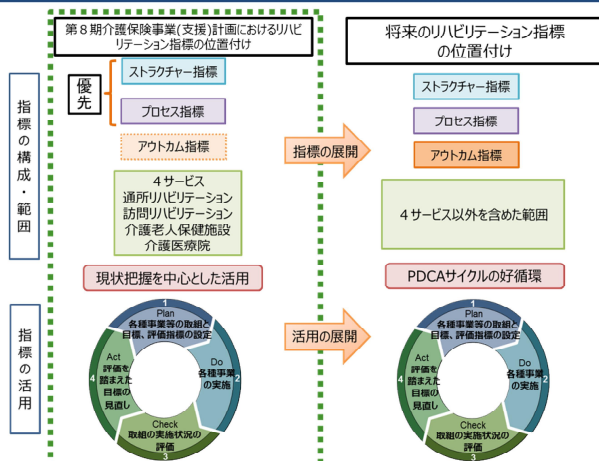 第８期介護保険事業(支援)計画におけるリハビ
リテーション指標の位置付け
将来のリハビリテーション指標
の位置付け
指標の構成・範囲
優先
ストラクチャー指標
プロセス指標
アウトカム指標
４サービス
通所リハビリテーション
訪問リハビリテーション
介護老人保健施設
介護医療院
指標の展開
ストラクチャー指標
プロセス指標
アウトカム指標
４サービス以外を含めた範囲
指標の活用
現状把握を中心とした活用
1
Plan
各種事業等の取組と
目標、評価指標の設定
Do
各種事業
の実施
2
Check
取組の実施状況の
評価
3
Act
評価を
踏まえた
目標の
見直し
4
活用の展開
PDCAサイクルの好循環
1
Plan
各種事業等の取組と
目標、評価指標の設定
Do
各種事業
の実施
2
Check
取組の実施状況の
評価
3
Act
評価を
踏まえた
目標の
見直し
4